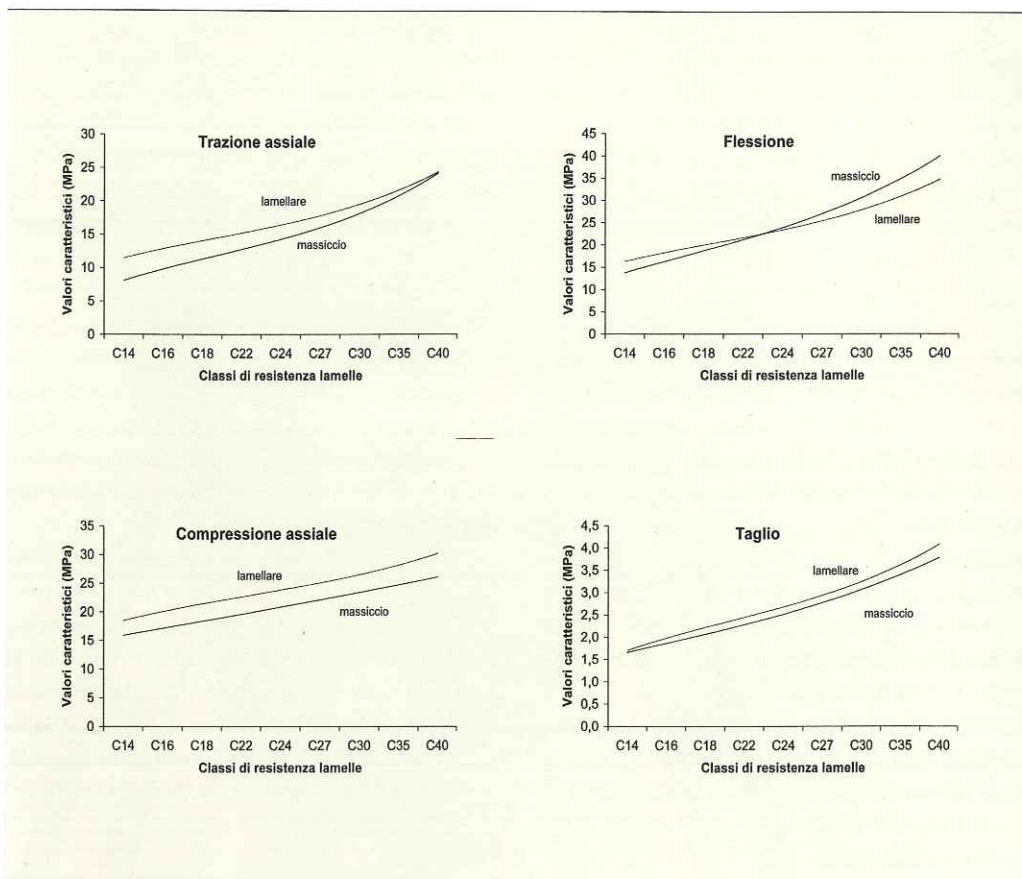 Trazione assiale
Valori caratteristici (MPa)
30
25
20
15
10
5
0
lamellare
massiccio
C14 C16 C18 C22 C24 C27 C30 C35 C40
Classi di resistenza lamelle
Flessione
Valori caratteristici (MPa)
45
40
35
30
25
20
15
10
5
0
massiccio
lamellare
C14 C16 C18 C22 C24 C27 C30 C35 C40
Classi di resistenza lamelle
Compressione assiale
Valori caratteristici (MPa)
35
30
25
20
15
10
5
0
lamellare
massiccio
C14 C16 C18 C22 C24 C27 C30 C35 C40
Classi di resistenza lamelle
Taglio
Valori caratteristici (MPa)
4,5
4,0
3,5
3,0
2,5
2,0
1,5
1,0
0,5
0,0
lamellare
massiccio
C14 C16 C18 C22 C24 C27 C30 C35 C40
Classi di resistenza lamelle